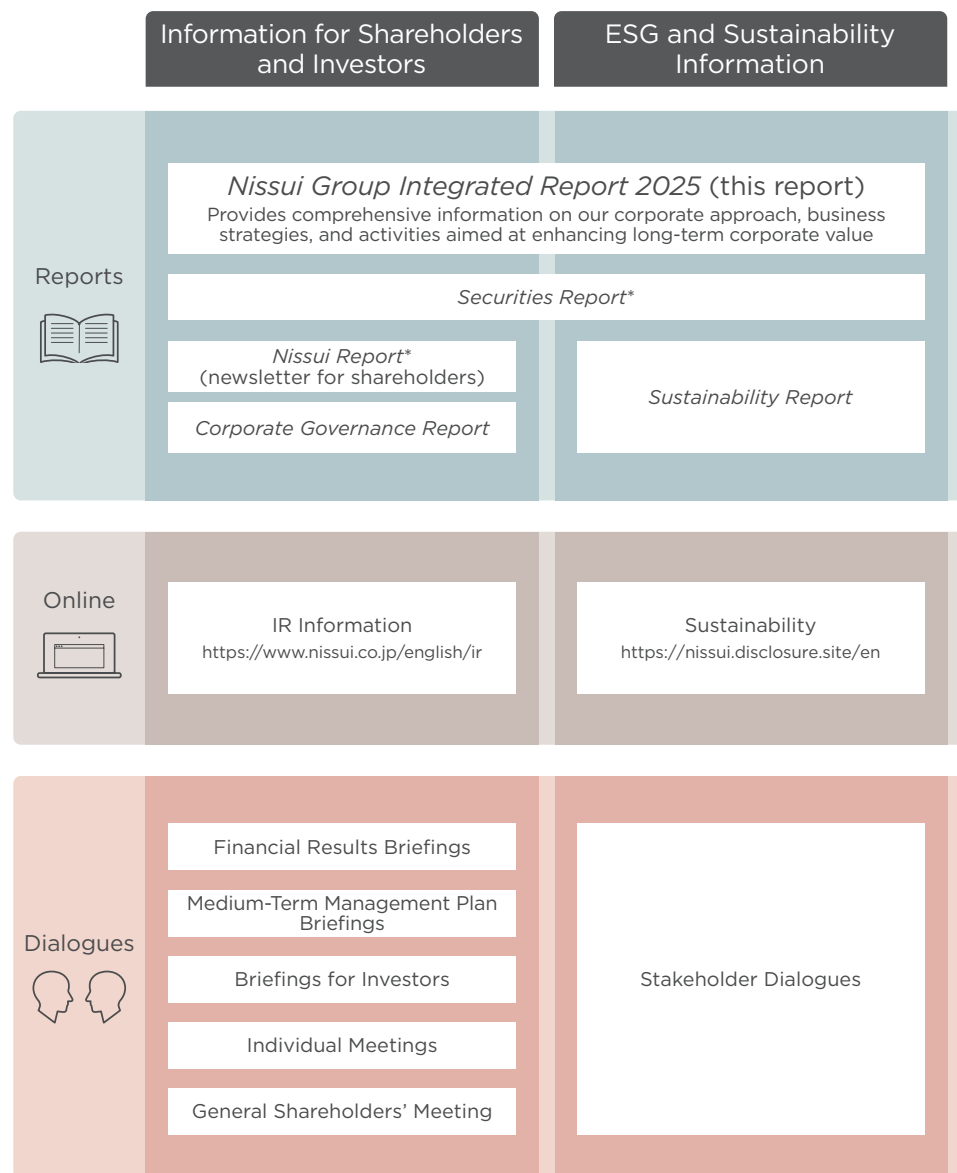 Information for Shareholders
and Investors
ESG and Sustainability
Information
Reports
Nissui Group Integrated Report 2025 (this report)
Provides comprehensive information on our corporate approach, business
strategies, and activities aimed at enhancing long-term corporate value
Securities Report*
Nissui Report*
(newsletter for shareholders)
Corporate Governance Report
Sustainability Report
Online
IR Information
https://www.nissui.co.jp/english/ir
Sustainability
https://nissui.disclosure.site/en
Dialogues
Financial Results Briefings
Medium-Term Management Plan
Briefings
Briefings for Investors
Individual Meetings
General Shareholders’ Meeting
Stakeholder Dialogues